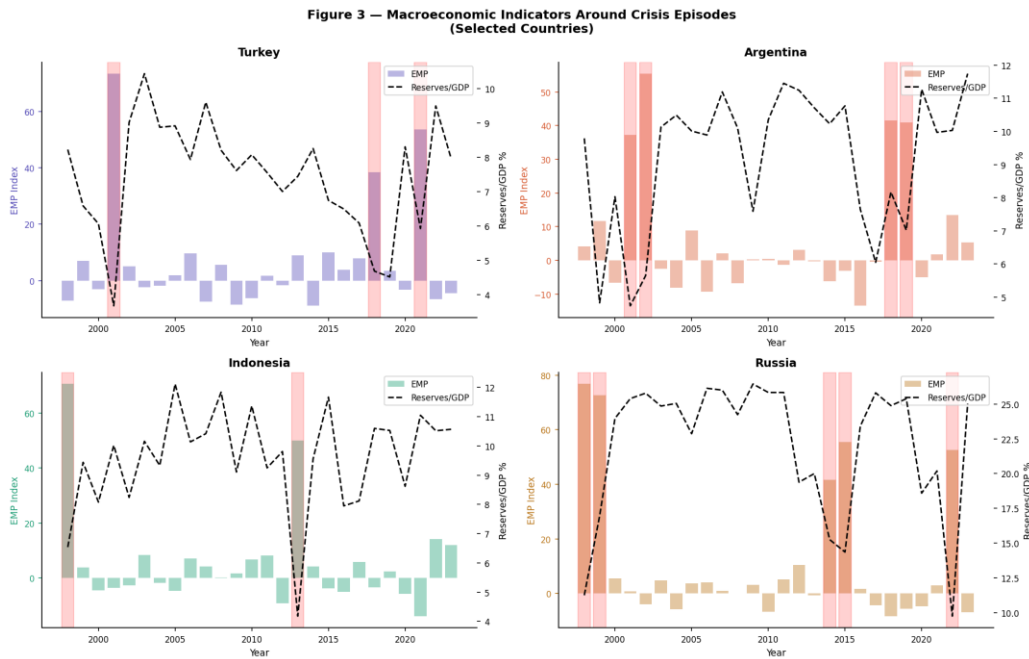 Figure 3 — Macroeconomic Indicators Around Crisis Episodes
(Selected Countries)
Turkey
EMP
Reserves/GDP
60
40
20
0
EMP Index
10
9
8
7
6
5
4
Reserves/GDP %
2000
2005
2010
2015
2020
Year
Argentina
EMP
Reserves/GDP
50
40
30
20
10
0
−10
EMP Index
12
11
10
9
8
7
6
5
Reserves/GDP %
2000
2005
2010
2015
2020
Year
Indonesia
EMP
Reserves/GDP
60
40
20
0
EMP Index
12
11
10
9
8
7
6
5
4
Reserves/GDP %
2000
2005
2010
2015
2020
Year
Russia
EMP
Reserves/GDP
80
60
40
20
0
EMP Index
25.0
22.5
20.0
17.5
15.0
12.5
10.0
Reserves/GDP %
2000
2005
2010
2015
2020
Year